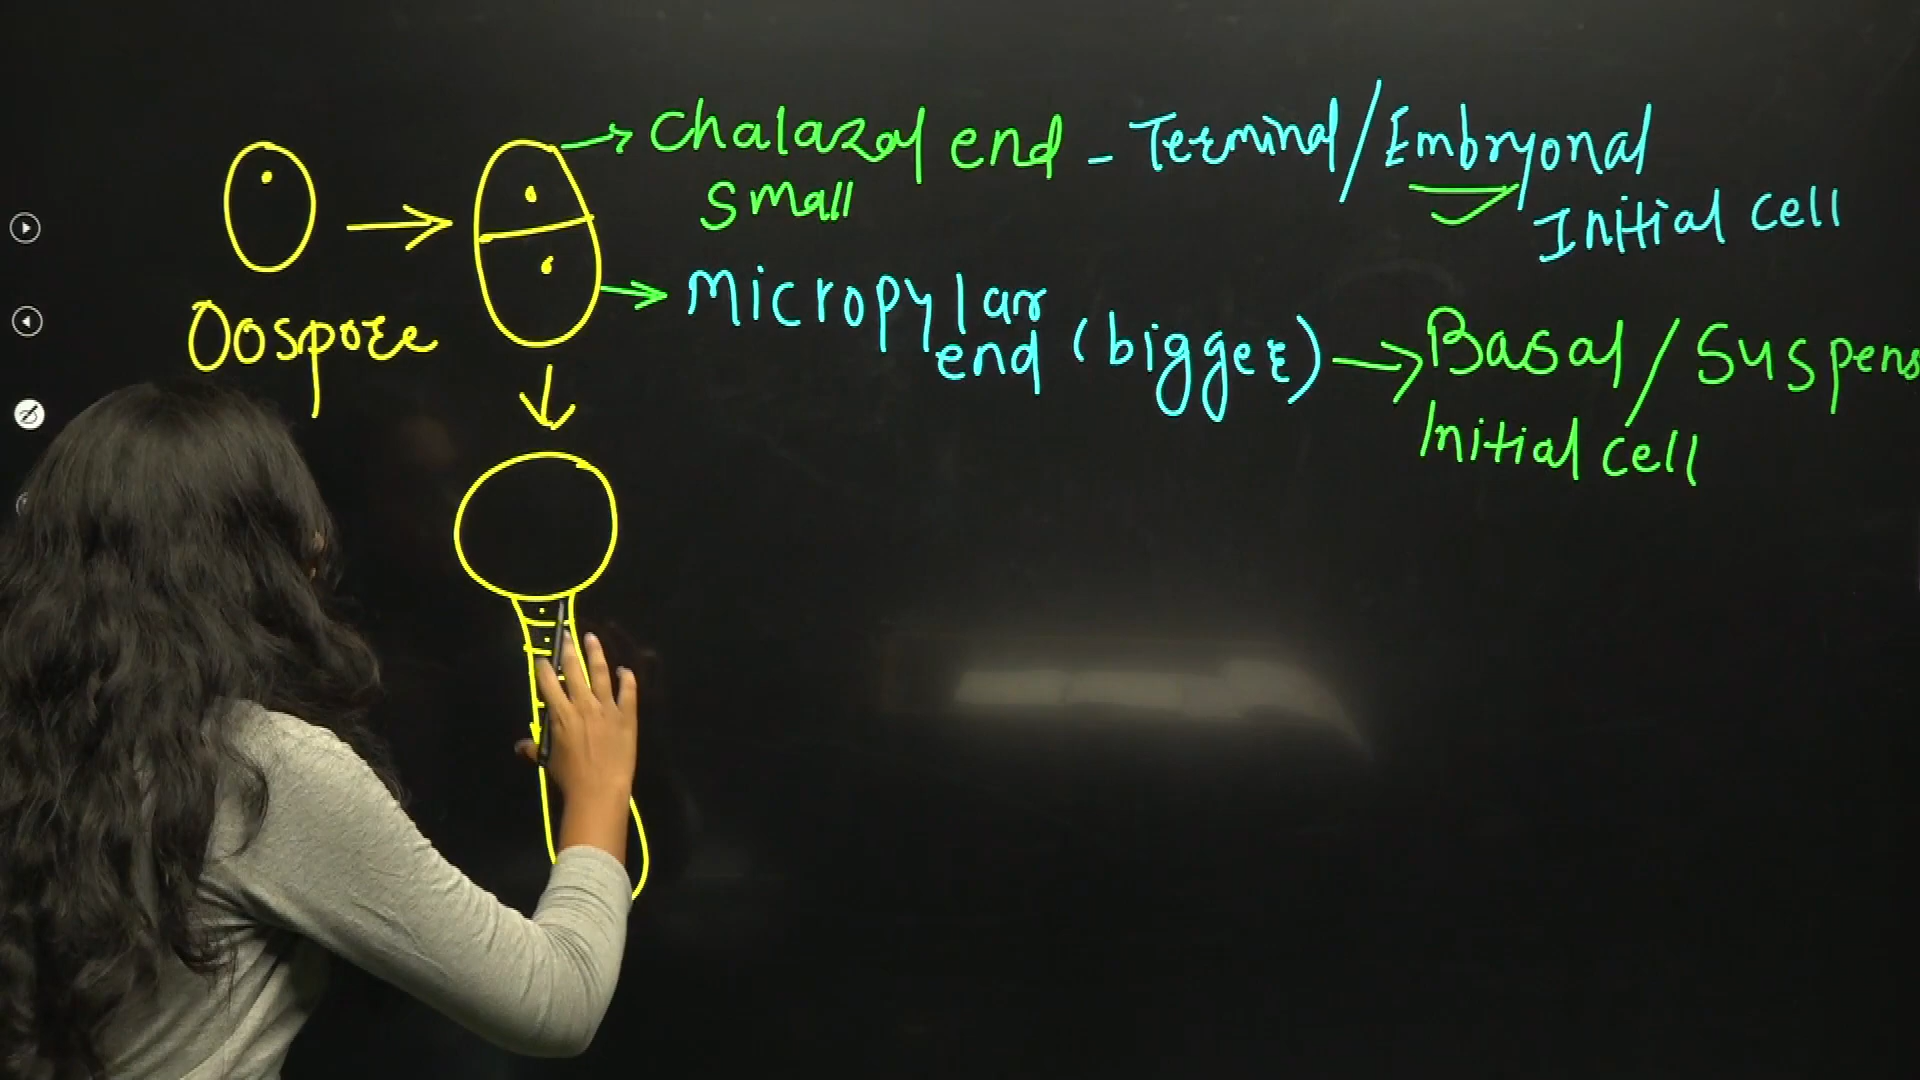 Chalazal end - Terminal/Embryonal
Small
Initial cell
Oospore
Micropylar
end (bigger) → Basal/Suspens
Initial cell